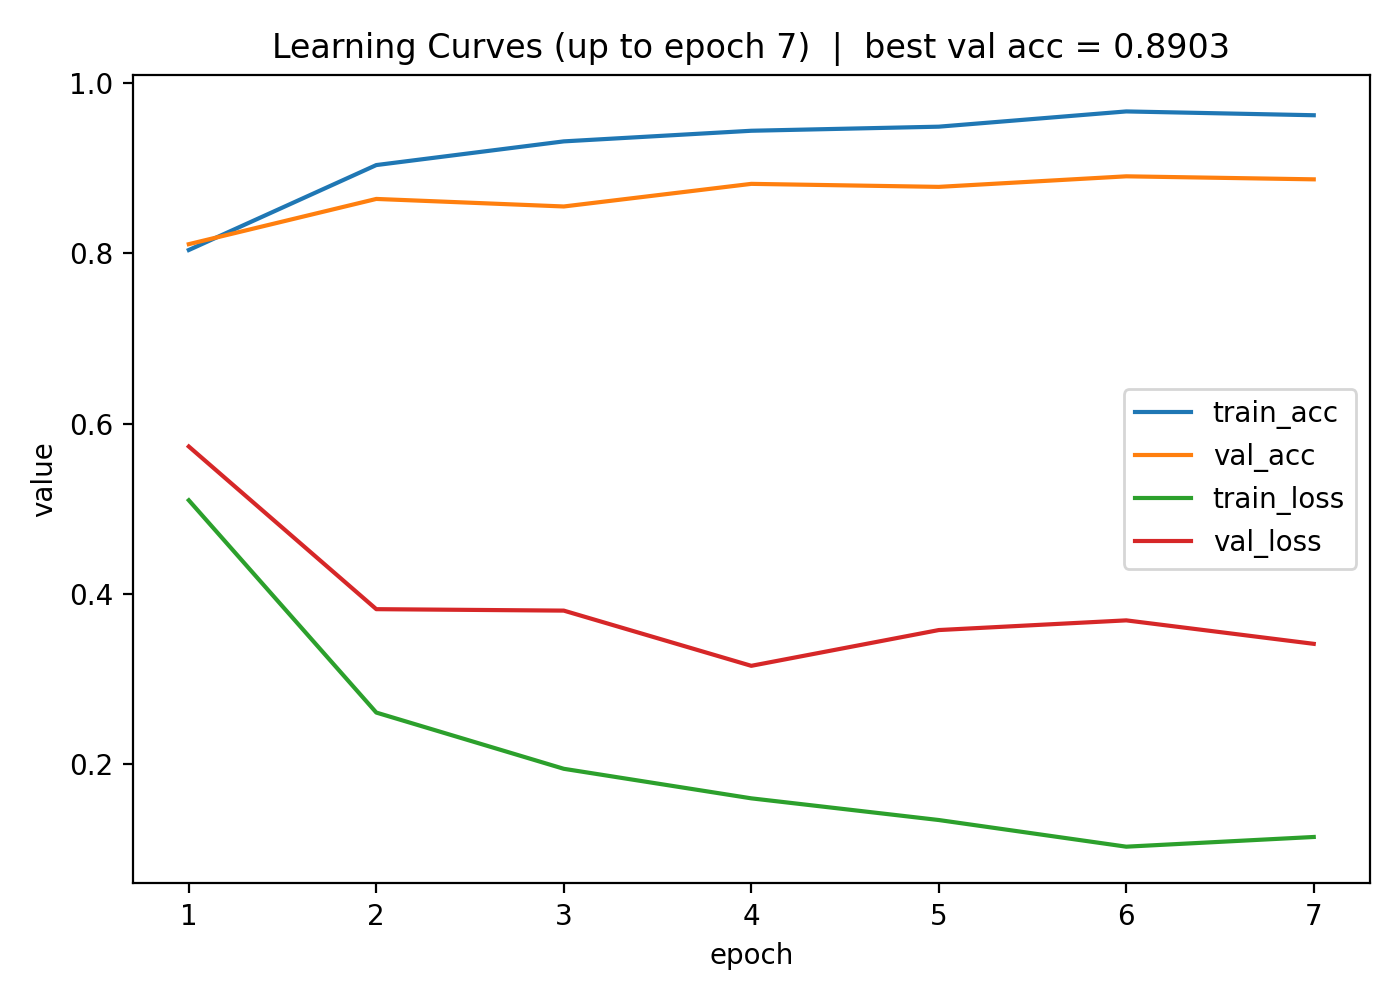 Learning Curves (up to epoch 7)  |  best val acc = 0.8903
1.0
0.8
0.6
0.4
0.2
value
train_acc
val_acc
train_loss
val_loss
1 2 3 4 5 6 7
epoch